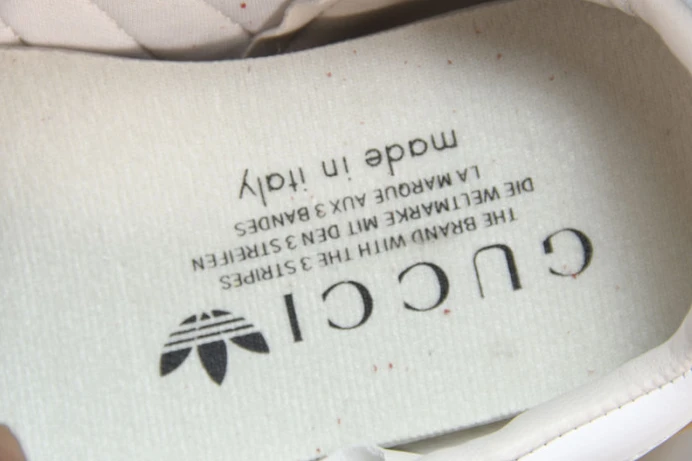 GUCCI
THE BRAND WITH THE 3 STRIPES
DIE WELTMARKE MIT DEN 3 STREIFEN
LA MARQUE AUX 3 BANDES
made in italy